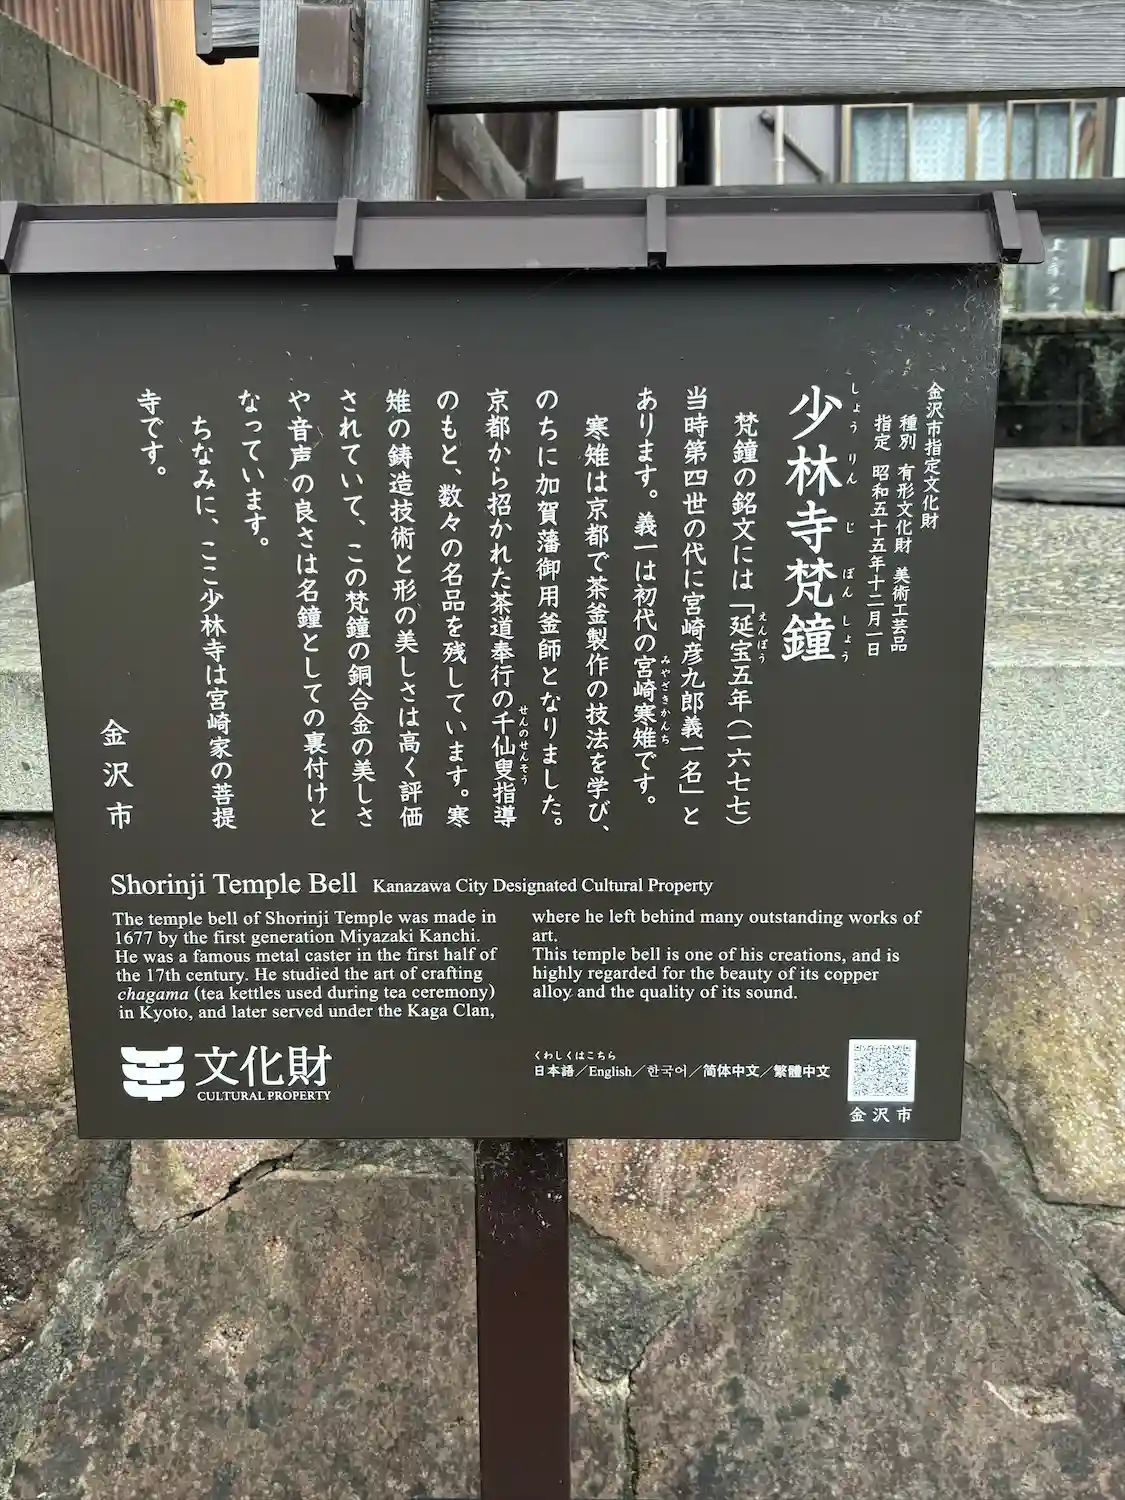 金沢市指定文化財
種別 有形文化財 美術工芸品
指定 昭和五十五年十二月一日
しょうりんじぼんしょう
少林寺梵鐘
梵鐘の銘文には「延宝五年(一六七七)
えんぽう
当時第四世の代に宮崎彦九郎義一名」と
あります。義一は初代の宮崎寒雉です。
みやざきかんち
寒雉は京都で茶釜製作の技法を学び、
のちに加賀藩御用釜師となりました。
京都から招かれた茶道奉行の千仙叟指導
せんのせんそう
のもと、数々の名品を残しています。寒
雉の鋳造技術と形の美しさは高く評価
されていて、この梵鐘の銅合金の美しさ
や音声の良さは名鐘としての裏付けと
なっています。
ちなみに、ここ少林寺は宮崎家の菩提
寺です。
金沢市
Shorinji Temple Bell Kanazawa City Designated Cultural Property
The temple bell of Shorinji Temple was made in
1677 by the first generation Miyazaki Kanchi.
He was a famous metal caster in the first half of
the 17th century. He studied the art of crafting
chagama (tea kettles used during tea ceremony)
in Kyoto, and later served under the Kaga Clan,
where he left behind many outstanding works of
art.
This temple bell is one of his creations, and is
highly regarded for the beauty of its copper
alloy and the quality of its sound.
文化財
CULTURAL PROPERTY
くわしくはこちら
日本語/English/한국어/简体中文/繁體中文
金沢市